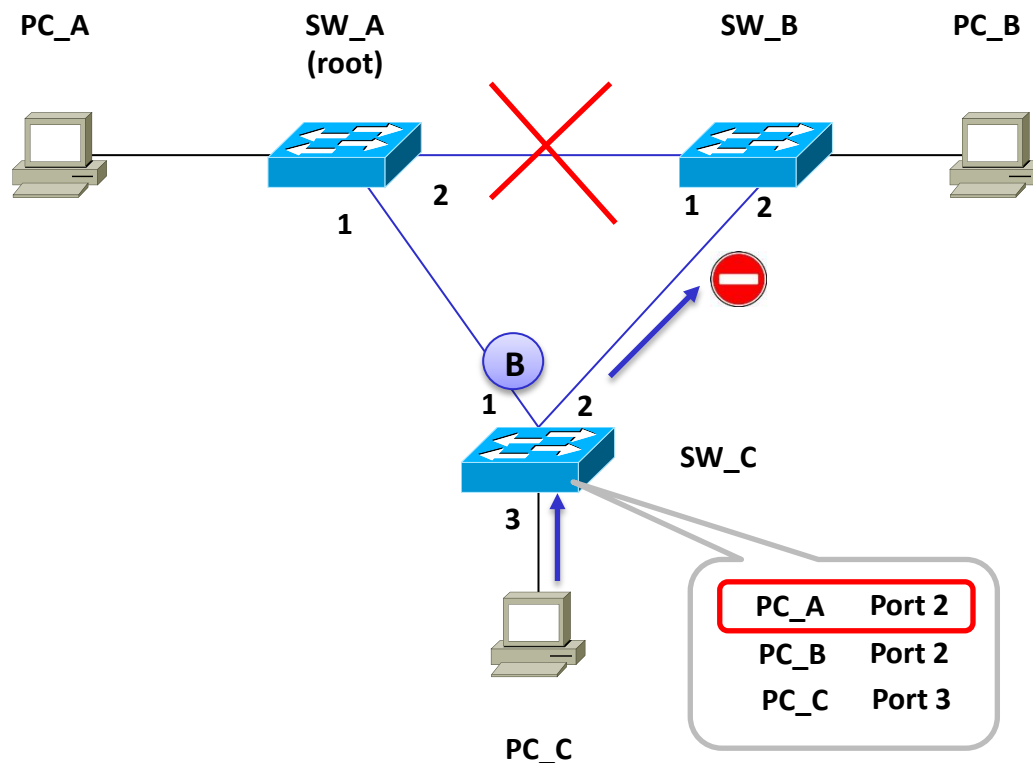 PC_A
SW_A
(root)
SW_B
PC_B
2
1
1
2
B
1
2
SW_C
3
PC_A Port 2
PC_B Port 2
PC_C Port 3
PC_C